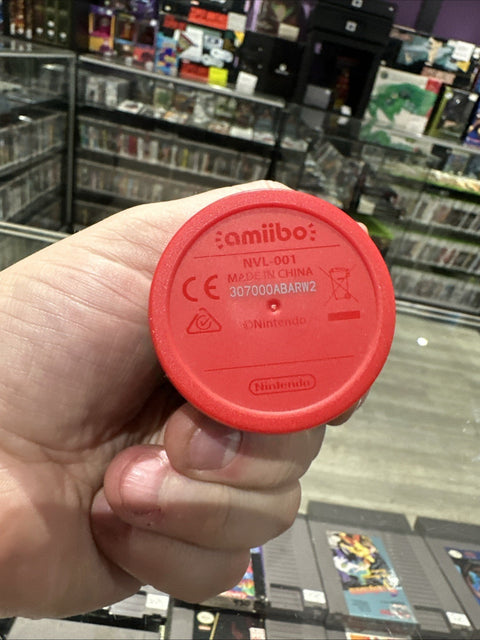 amiibo
NVL-001
MADE IN CHINA
CE
307000ABARW2
©Nintendo
Nintendo